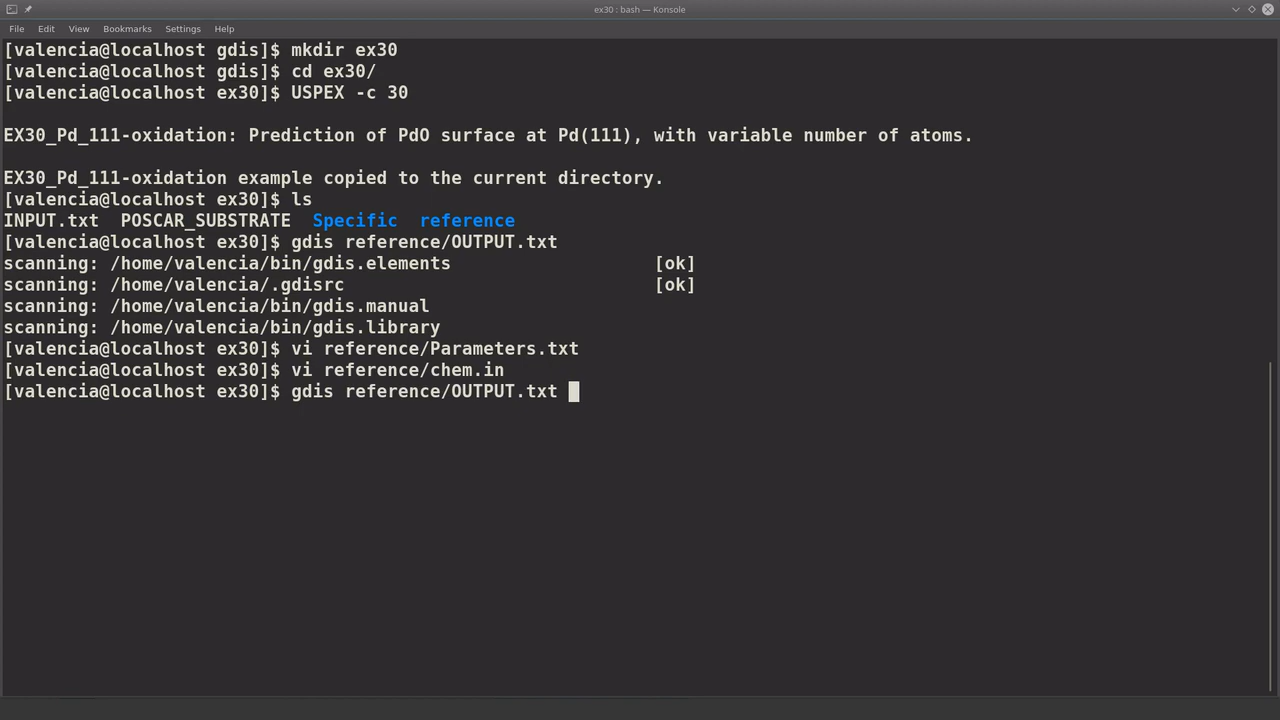 ex30 : bash — Konsole
File Edit View Bookmarks Settings Help
[valencia@localhost gdis]$ mkdir ex30
[valencia@localhost gdis]$ cd ex30/
[valencia@localhost ex30]$ USPEX -c 30
EX30_Pd_111-oxidation: Prediction of PdO surface at Pd(111), with variable number of atoms.
EX30_Pd_111-oxidation example copied to the current directory.
[valencia@localhost ex30]$ ls
INPUT.txt  POSCAR_SUBSTRATE  Specific  reference
[valencia@localhost ex30]$ gdis reference/OUTPUT.txt
scanning: /home/valencia/bin/gdis.elements                   [ok]
scanning: /home/valencia/.gdisrc                             [ok]
scanning: /home/valencia/bin/gdis.manual
scanning: /home/valencia/bin/gdis.library
[valencia@localhost ex30]$ vi reference/Parameters.txt
[valencia@localhost ex30]$ vi reference/chem.in
[valencia@localhost ex30]$ gdis reference/OUTPUT.txt